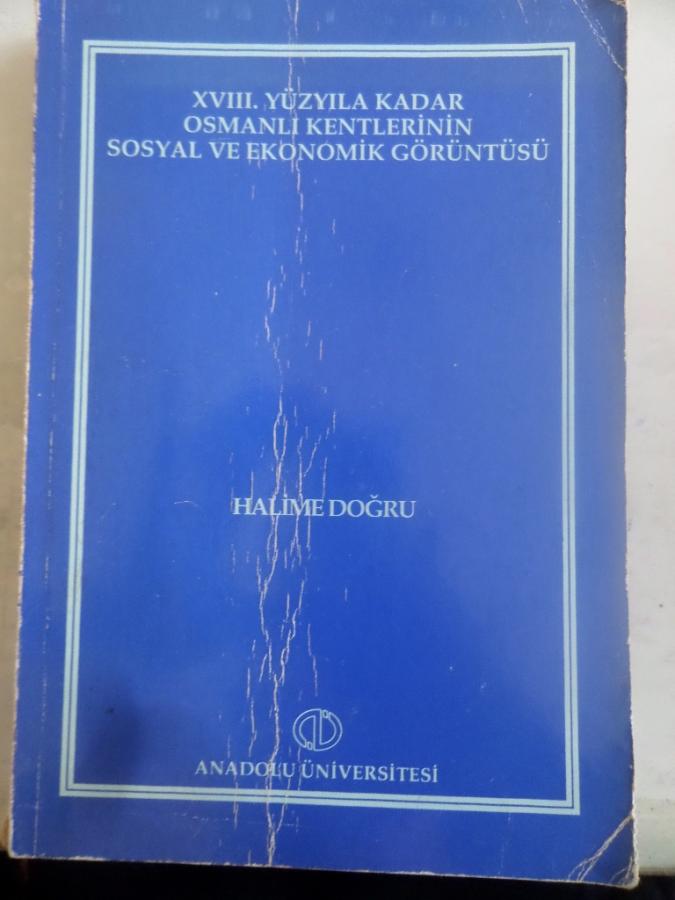 XVIII. YÜZYILA KADAR
OSMANLI KENTLERİNİN
SOSYAL VE EKONOMİK GÖRÜNTÜSÜ
HALİME DOĞRU
ANADOLU ÜNİVERSİTESİ